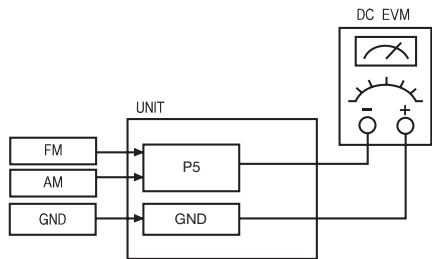 DC EVM
- +
UNIT
FM
AM
GND
P5
GND